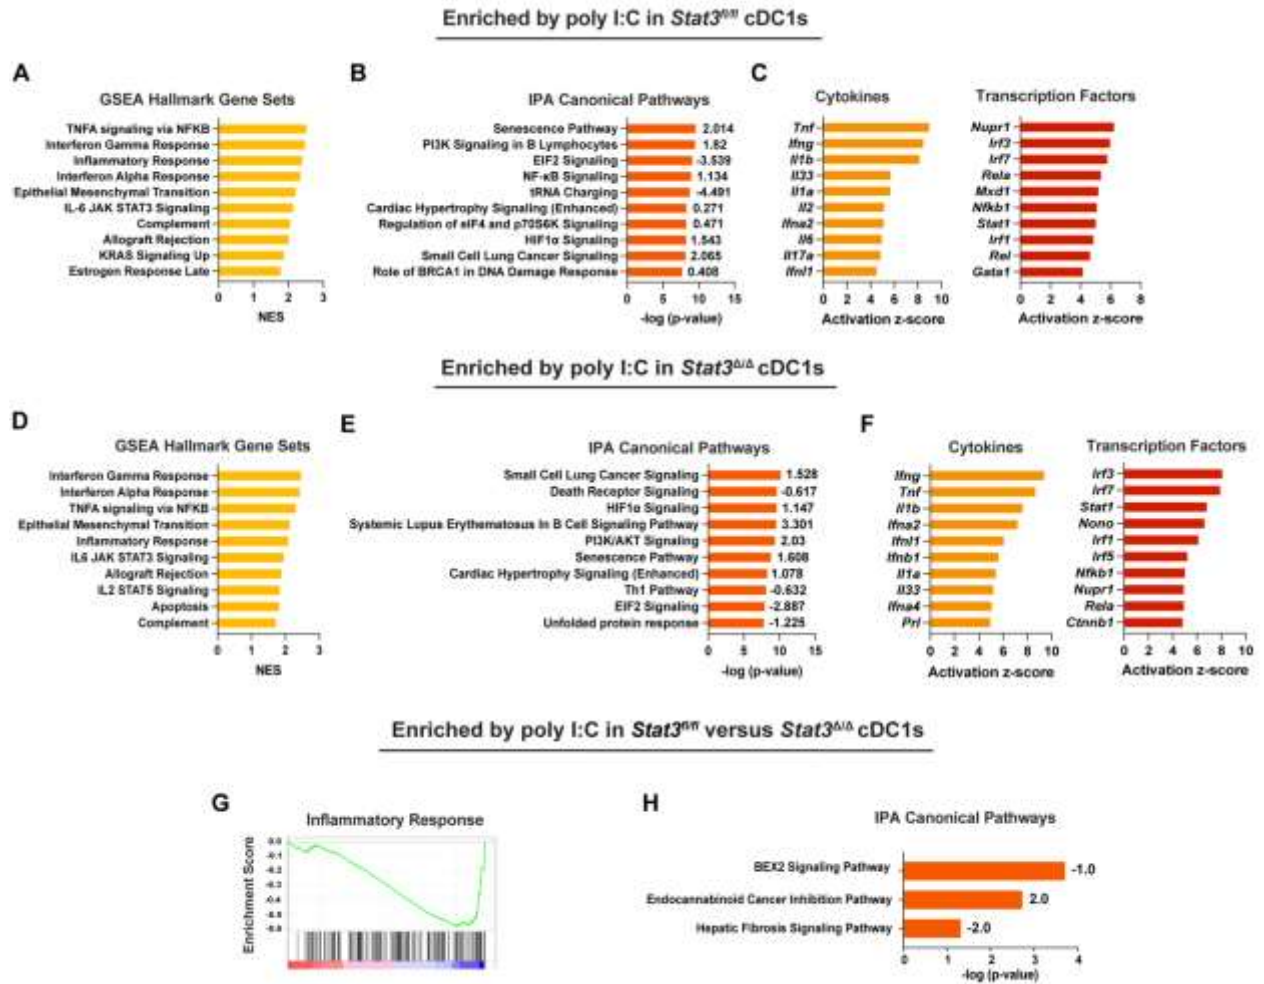 Enriched by poly I:C in Stat3fl/fl cDC1s
A
GSEA Hallmark Gene Sets
TNFA signaling via NFKB
Interferon Gamma Response
Inflammatory Response
Interferon Alpha Response
Epithelial Mesenchymal Transition
IL-6 JAK STAT3 Signaling
Complement
Allograft Rejection
KRAS Signaling Up
Estrogen Response Late
0 1 2 3
NES
B
IPA Canonical Pathways
Senescence Pathway 2.014
PI3K Signaling in B Lymphocytes 1.82
EIF2 Signaling -3.539
NF-κB Signaling 1.134
tRNA Charging -4.491
Cardiac Hypertrophy Signaling (Enhanced) 0.271
Regulation of eIF4 and p70S6K Signaling 0.471
HIF1α Signaling 1.543
Small Cell Lung Cancer Signaling 2.065
Role of BRCA1 in DNA Damage Response 0.408
0 5 10 15
-log (p-value)
C
Cytokines
Tnf
Ifng
Il1b
Il33
Il1a
Il2
Ifna2
Il6
Il17a
Ifnl1
0 2 4 6 8 10
Activation z-score
Transcription Factors
Nupr1
Irf3
Irf7
Rela
Mxd1
Nfkb1
Stat1
Irf1
Rel
Gata1
0 2 4 6 8
Activation z-score
Enriched by poly I:C in Stat3Δ/Δ cDC1s
D
GSEA Hallmark Gene Sets
Interferon Gamma Response
Interferon Alpha Response
TNFA signaling via NFKB
Epithelial Mesenchymal Transition
Inflammatory Response
IL6 JAK STAT3 Signaling
Allograft Rejection
IL2 STAT5 Signaling
Apoptosis
Complement
0 1 2 3
NES
E
IPA Canonical Pathways
Small Cell Lung Cancer Signaling 1.528
Death Receptor Signaling -0.617
HIF1α Signaling 1.147
Systemic Lupus Erythematosus In B Cell Signaling Pathway 3.301
PI3K/AKT Signaling 2.03
Senescence Pathway 1.608
Cardiac Hypertrophy Signaling (Enhanced) 1.078
Th1 Pathway -0.632
EIF2 Signaling -2.887
Unfolded protein response -1.225
0 5 10 15
-log (p-value)
F
Cytokines
Ifng
Tnf
Il1b
Ifna2
Ifnl1
Ifnb1
Il1a
Il33
Ifna4
Prl
0 2 4 6 8 10
Activation z-score
Transcription Factors
Irf3
Irf7
Stat1
Nono
Irf1
Irf5
Nfkb1
Nupr1
Rela
Ctnnb1
0 2 4 6 8 10
Activation z-score
Enriched by poly I:C in Stat3fl/fl versus Stat3Δ/Δ cDC1s
G
Inflammatory Response
Enrichment Score
0.0
-0.1
-0.2
-0.3
-0.4
-0.5
H
IPA Canonical Pathways
BEX2 Signaling Pathway -1.0
Endocannabinoid Cancer Inhibition Pathway 2.0
Hepatic Fibrosis Signaling Pathway -2.0
0 1 2 3 4
-log (p-value)